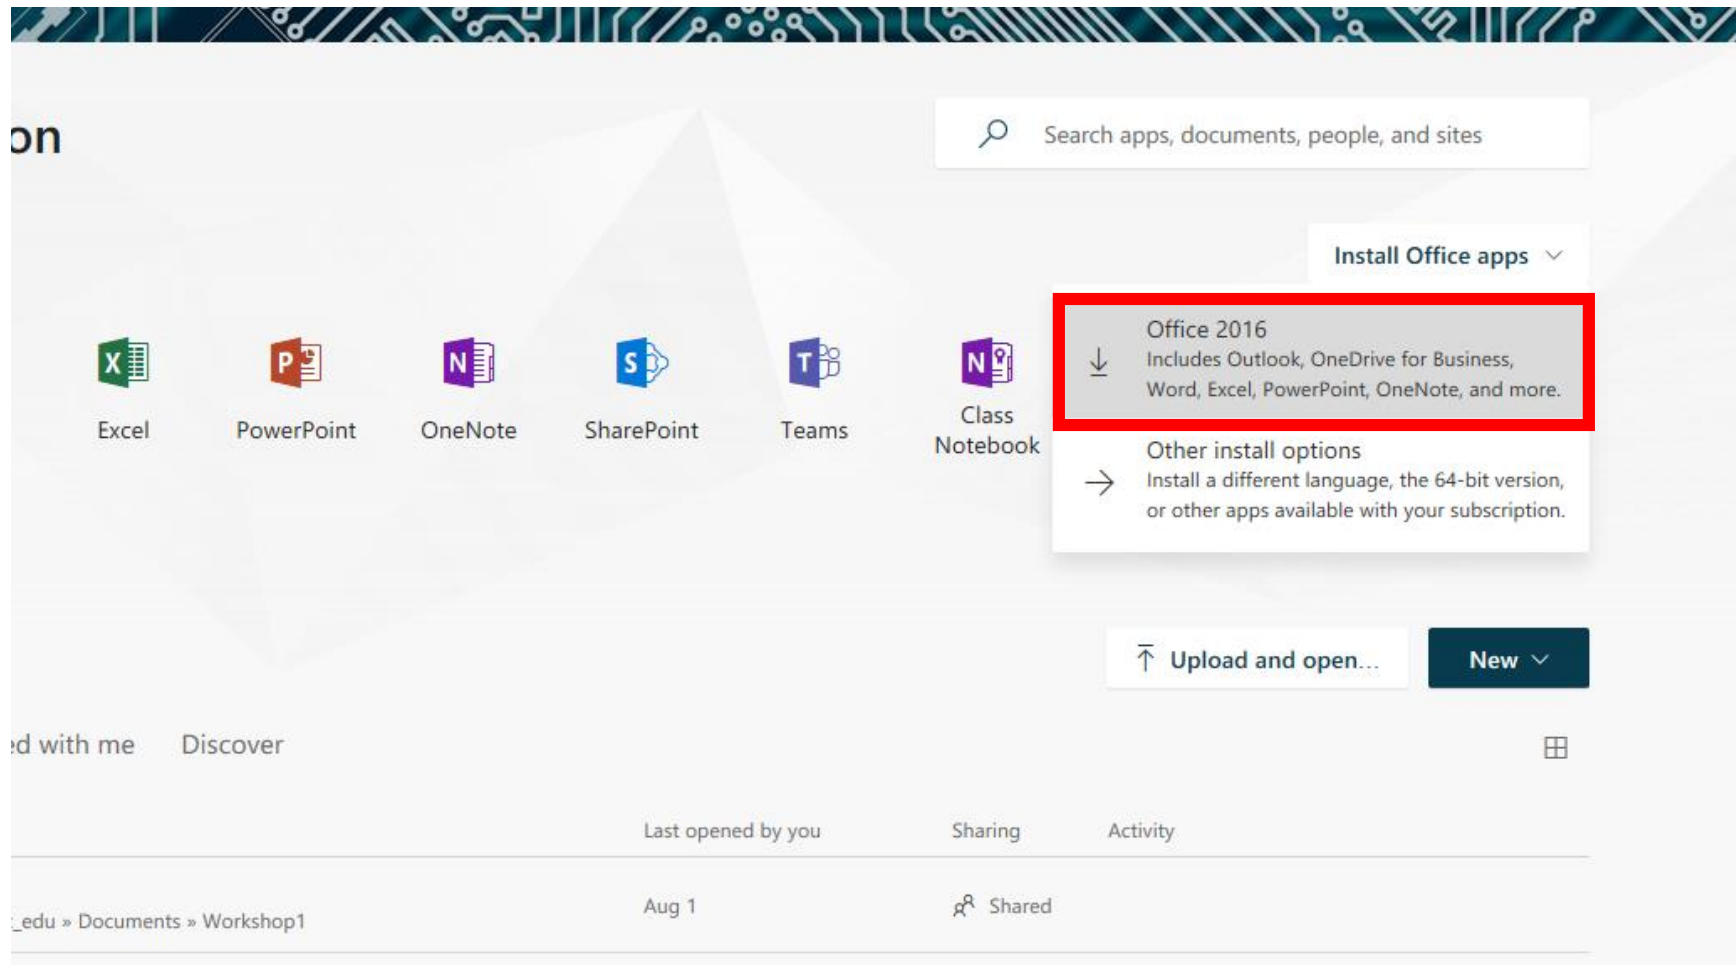 on
Search apps, documents, people, and sites
Install Office apps
Office 2016
Includes Outlook, OneDrive for Business,
Word, Excel, PowerPoint, OneNote, and more.
Excel
PowerPoint
OneNote
SharePoint
Teams
Class
Notebook
Other install options
Install a different language, the 64-bit version,
or other apps available with your subscription.
Upload and open...
New
ed with me
Discover
Last opened by you
Sharing
Activity
_edu » Documents » Workshop1
Aug 1
Shared